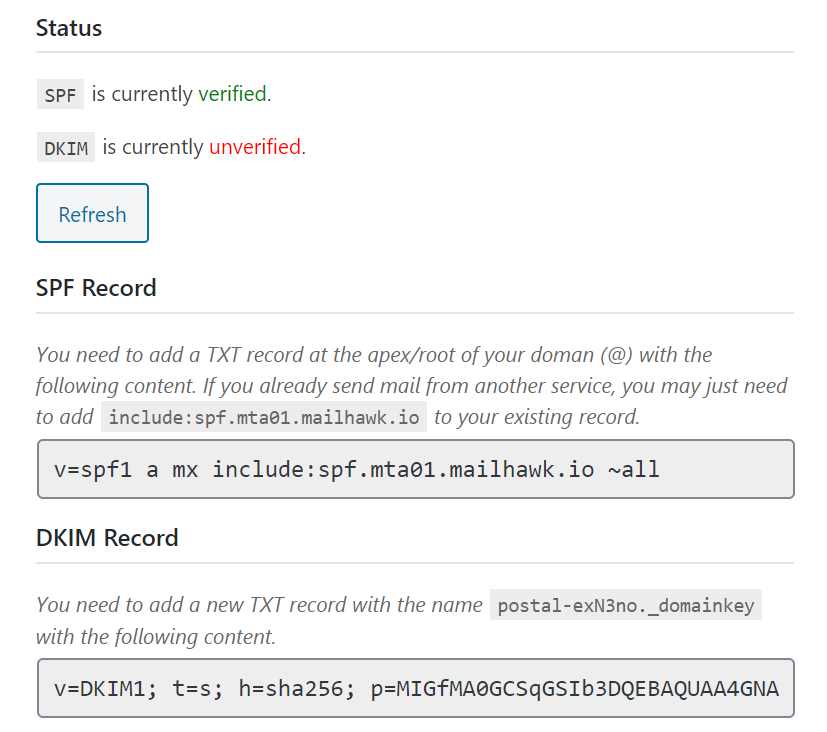 Status
SPF is currently verified.
DKIM is currently unverified.
Refresh
SPF Record
You need to add a TXT record at the apex/root of your doman (@) with the
following content. If you already send mail from another service, you may just need
to add include:spf.mta01.mailhawk.io to your existing record.
v=spf1 a mx include:spf.mta01.mailhawk.io ~all
DKIM Record
You need to add a new TXT record with the name postal-exN3no._domainkey
with the following content.
v=DKIM1; t=s; h=sha256; p=MIGfMA0GCSqGSIb3DQEBAQUAA4GNA